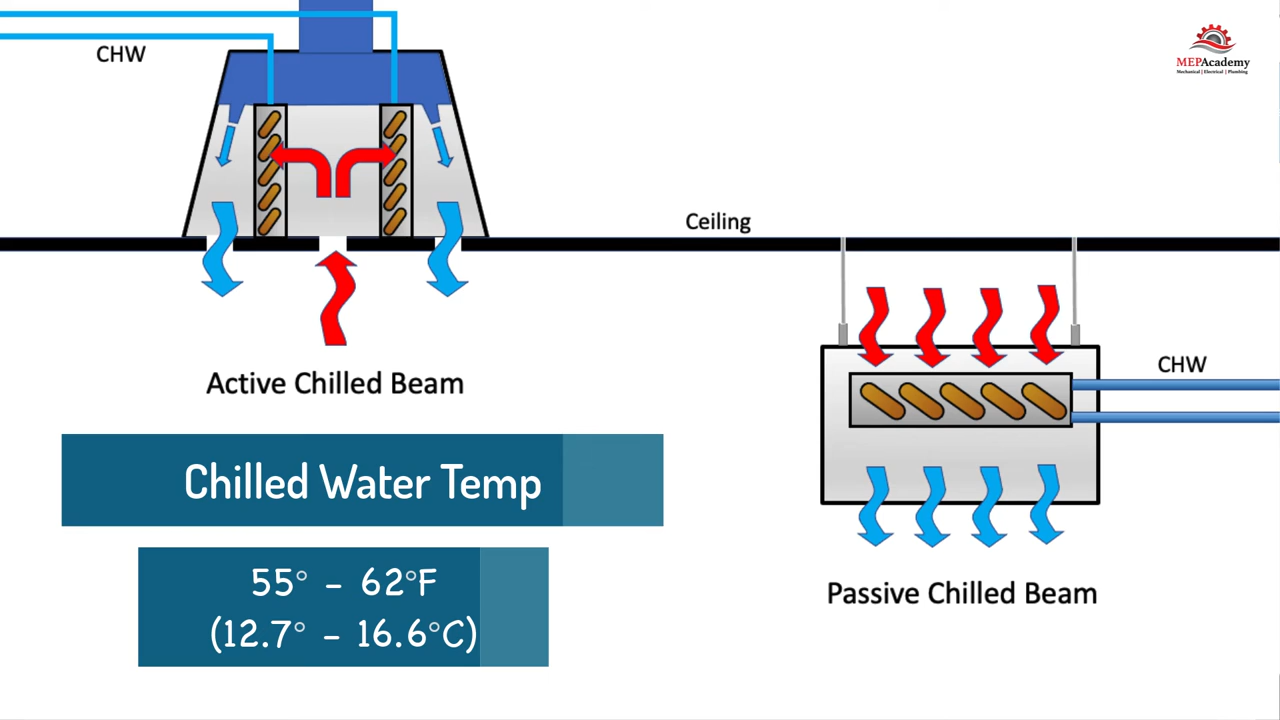 CHW
MEPAcademy
Mechanical | Electrical | Plumbing
Ceiling
Active Chilled Beam
CHW
Chilled Water Temp
55° – 62°F
(12.7° – 16.6°C)
Passive Chilled Beam